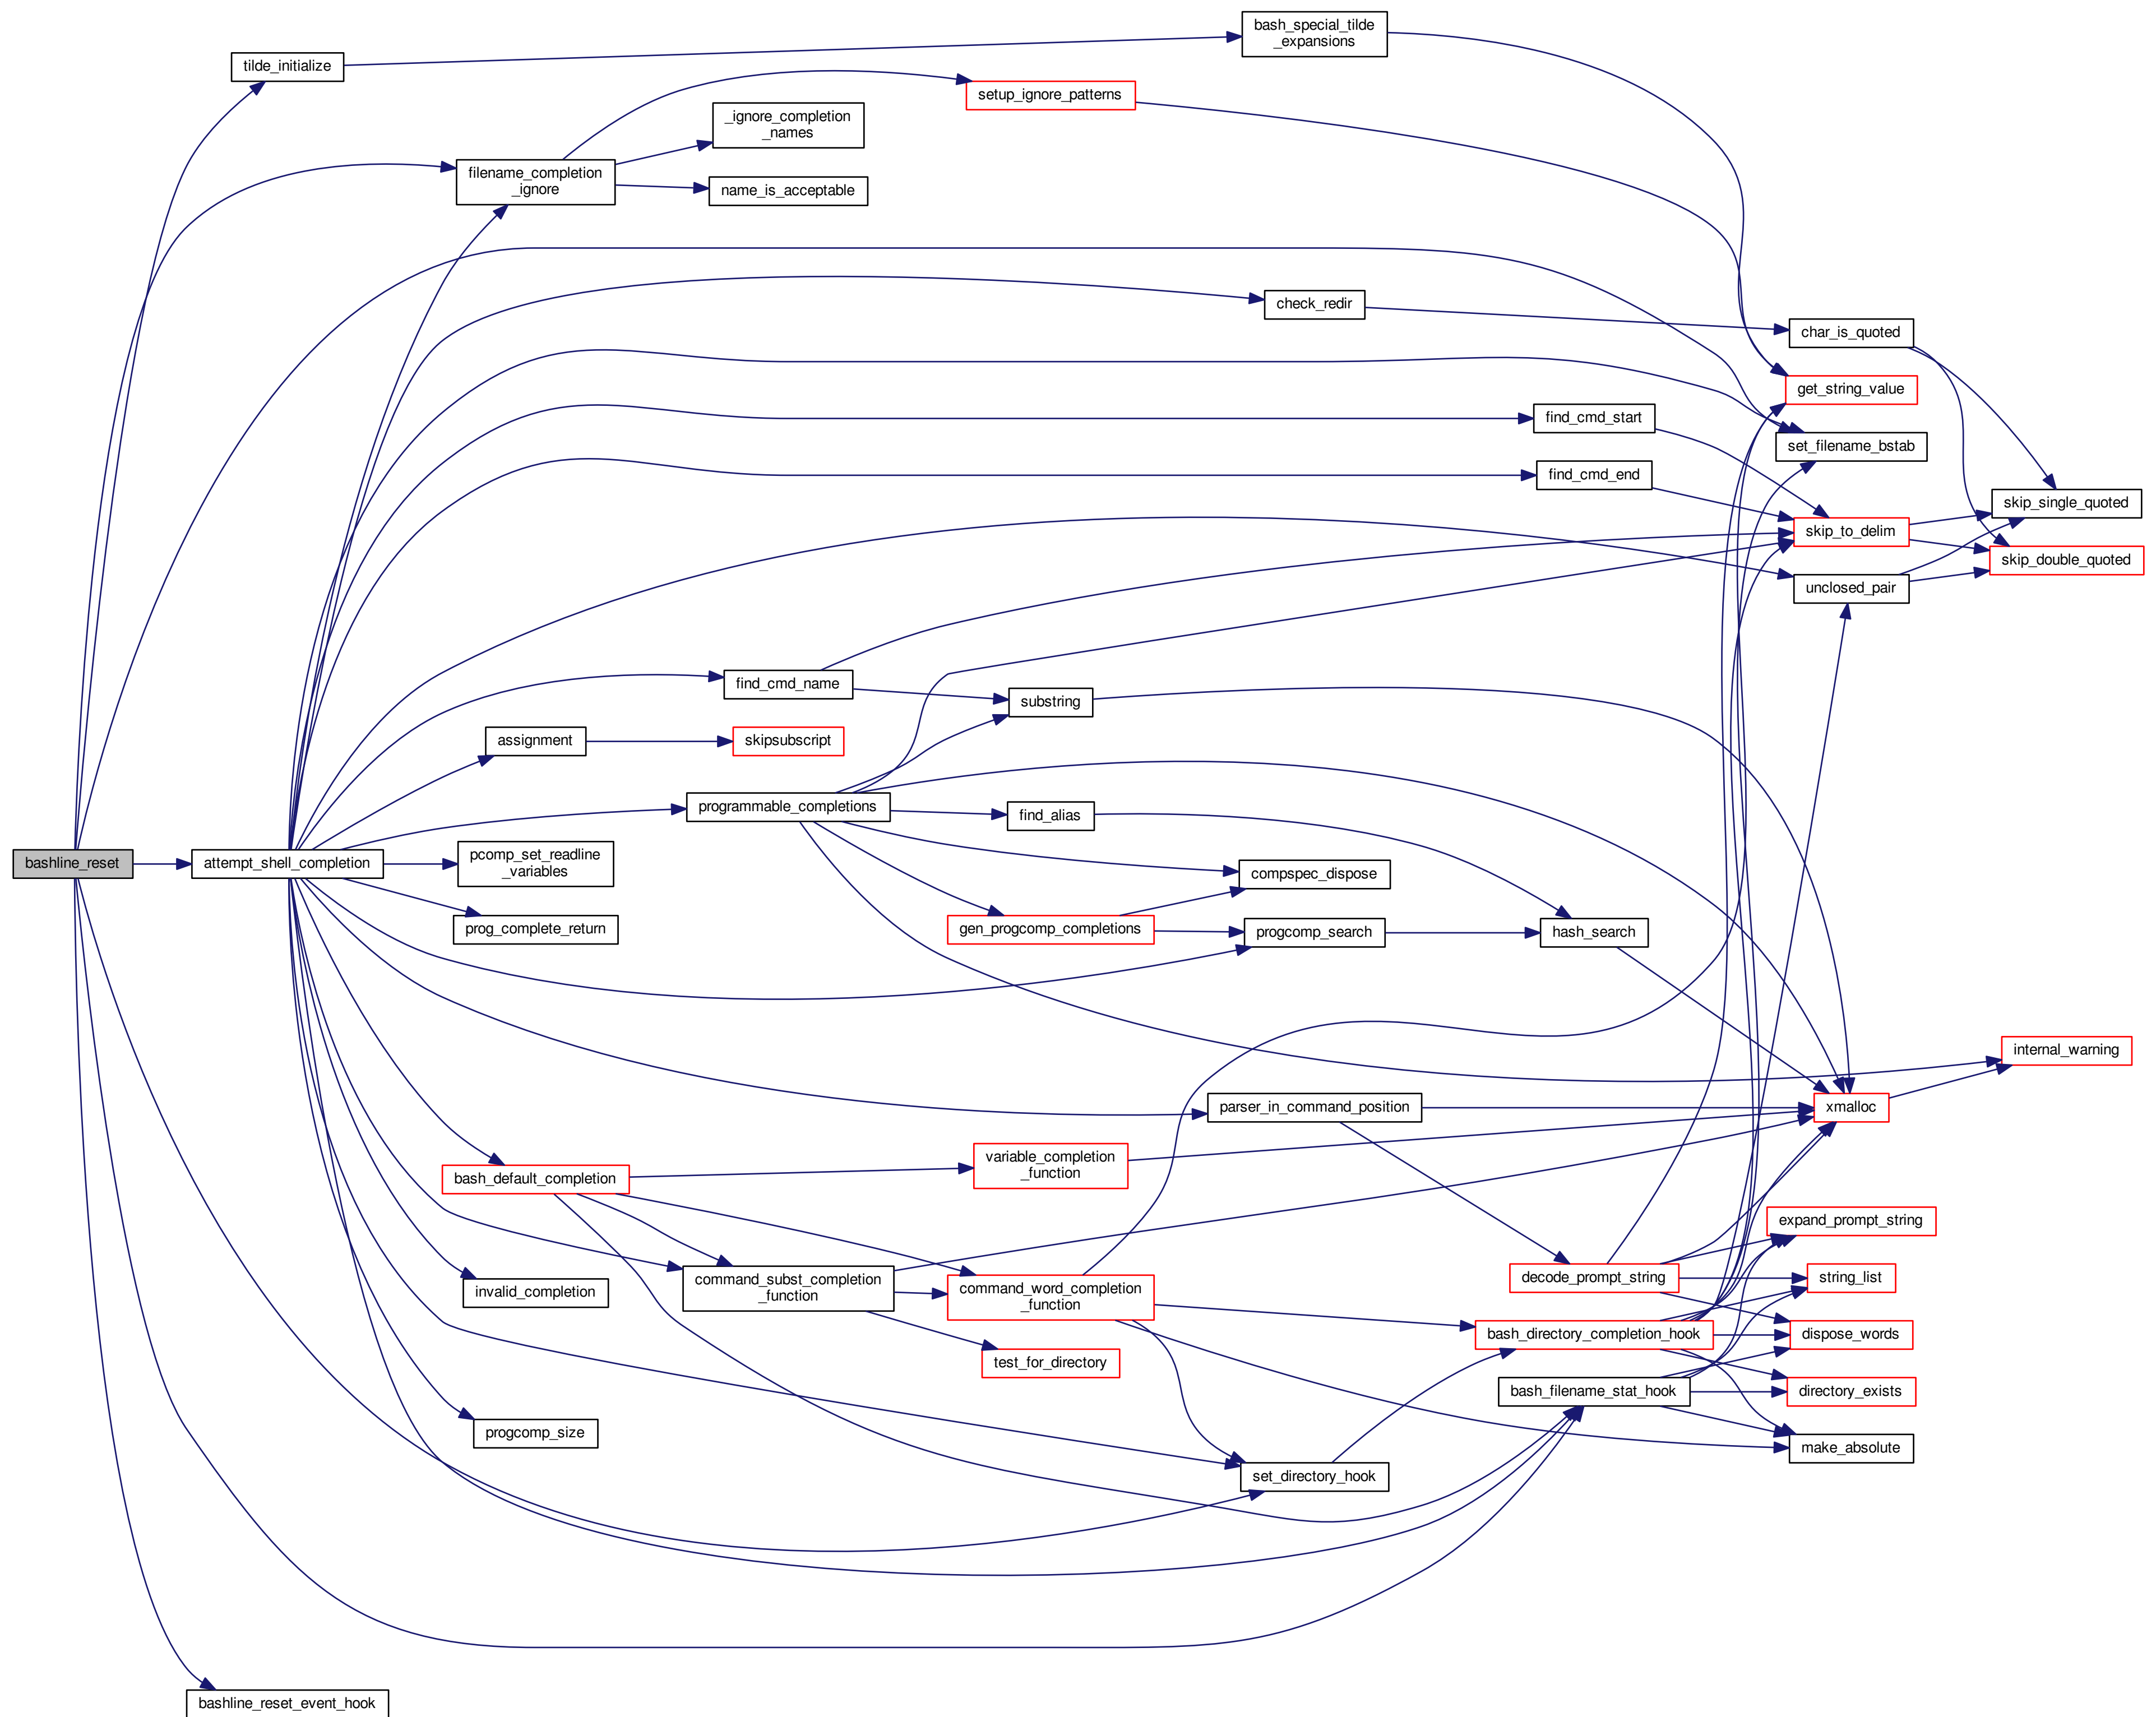 bash_special_tilde
_expansions
tilde_initialize
setup_ignore_patterns
_ignore_completion
_names
filename_completion
_ignore
name_is_acceptable
check_redir
char_is_quoted
get_string_value
find_cmd_start
set_filename_bstab
find_cmd_end
skip_single_quoted
skip_to_delim
skip_double_quoted
unclosed_pair
find_cmd_name
substring
assignment
skipsubscript
programmable_completions
find_alias
bashline_reset
attempt_shell_completion
pcomp_set_readline
_variables
compspec_dispose
prog_complete_return
gen_progcomp_completions
progcomp_search
hash_search
internal_warning
parser_in_command_position
xmalloc
variable_completion
_function
bash_default_completion
expand_prompt_string
command_subst_completion
_function
invalid_completion
command_word_completion
_function
decode_prompt_string
string_list
bash_directory_completion_hook
dispose_words
test_for_directory
bash_filename_stat_hook
directory_exists
progcomp_size
make_absolute
set_directory_hook
bashline_reset_event_hook